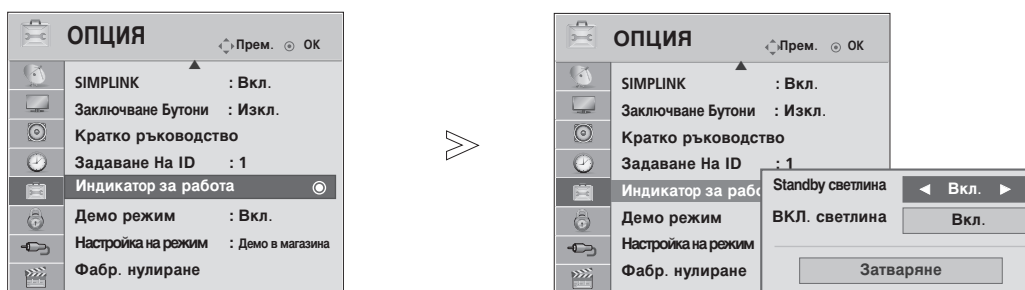 ОПЦИЯ
Прем. ОК
SIMPLINK : Вкл.
Заключване Бутони : Изкл.
Кратко ръководство
Задаване На ID : 1
Индикатор за работа
Демо режим : Вкл.
Настройка на режим : Демо в магазина
Фабр. нулиране
ОПЦИЯ
Прем. ОК
SIMPLINK : Вкл.
Заключване Бутони : Изкл.
Кратко ръководство
Задаване На ID : 1
Индикатор за рабо
Демо режим
Настройка на режим
Фабр. нулиране
Standby светлина ◄ Вкл. ►
ВКЛ. светлина Вкл.
Затваряне